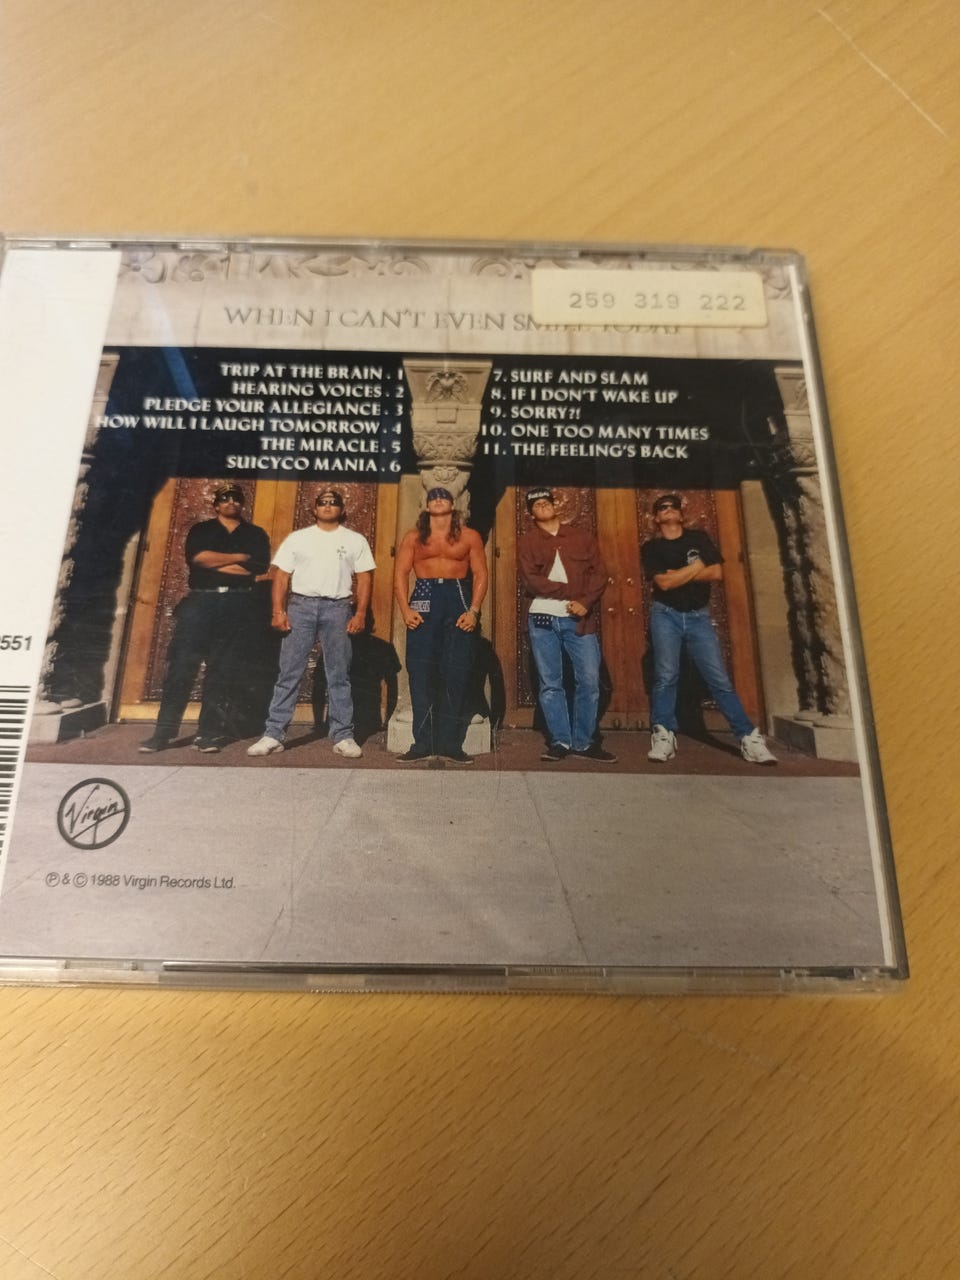 259 319 222
WHEN I CAN'T EVEN SMILE TODAY
TRIP AT THE BRAIN . 1
HEARING VOICES . 2
PLEDGE YOUR ALLEGIANCE . 3
HOW WILL I LAUGH TOMORROW . 4
THE MIRACLE . 5
SUICYCO MANIA . 6
7. SURF AND SLAM
8. IF I DON'T WAKE UP
9. SORRY?!
10. ONE TOO MANY TIMES
11. THE FEELING'S BACK
551
Virgin
℗ & © 1988 Virgin Records Ltd.